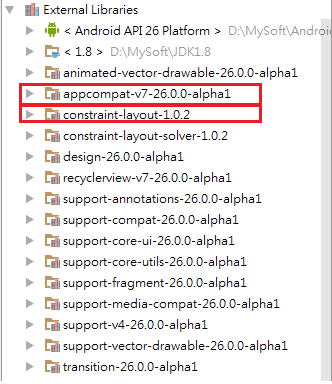 External Libraries
< Android API 26 Platform > D:\MySoft\Android
< 1.8 > D:\MySoft\JDK1.8
animated-vector-drawable-26.0.0-alpha1
appcompat-v7-26.0.0-alpha1
constraint-layout-1.0.2
constraint-layout-solver-1.0.2
design-26.0.0-alpha1
recyclerview-v7-26.0.0-alpha1
support-annotations-26.0.0-alpha1
support-compat-26.0.0-alpha1
support-core-ui-26.0.0-alpha1
support-core-utils-26.0.0-alpha1
support-fragment-26.0.0-alpha1
support-media-compat-26.0.0-alpha1
support-v4-26.0.0-alpha1
support-vector-drawable-26.0.0-alpha1
transition-26.0.0-alpha1